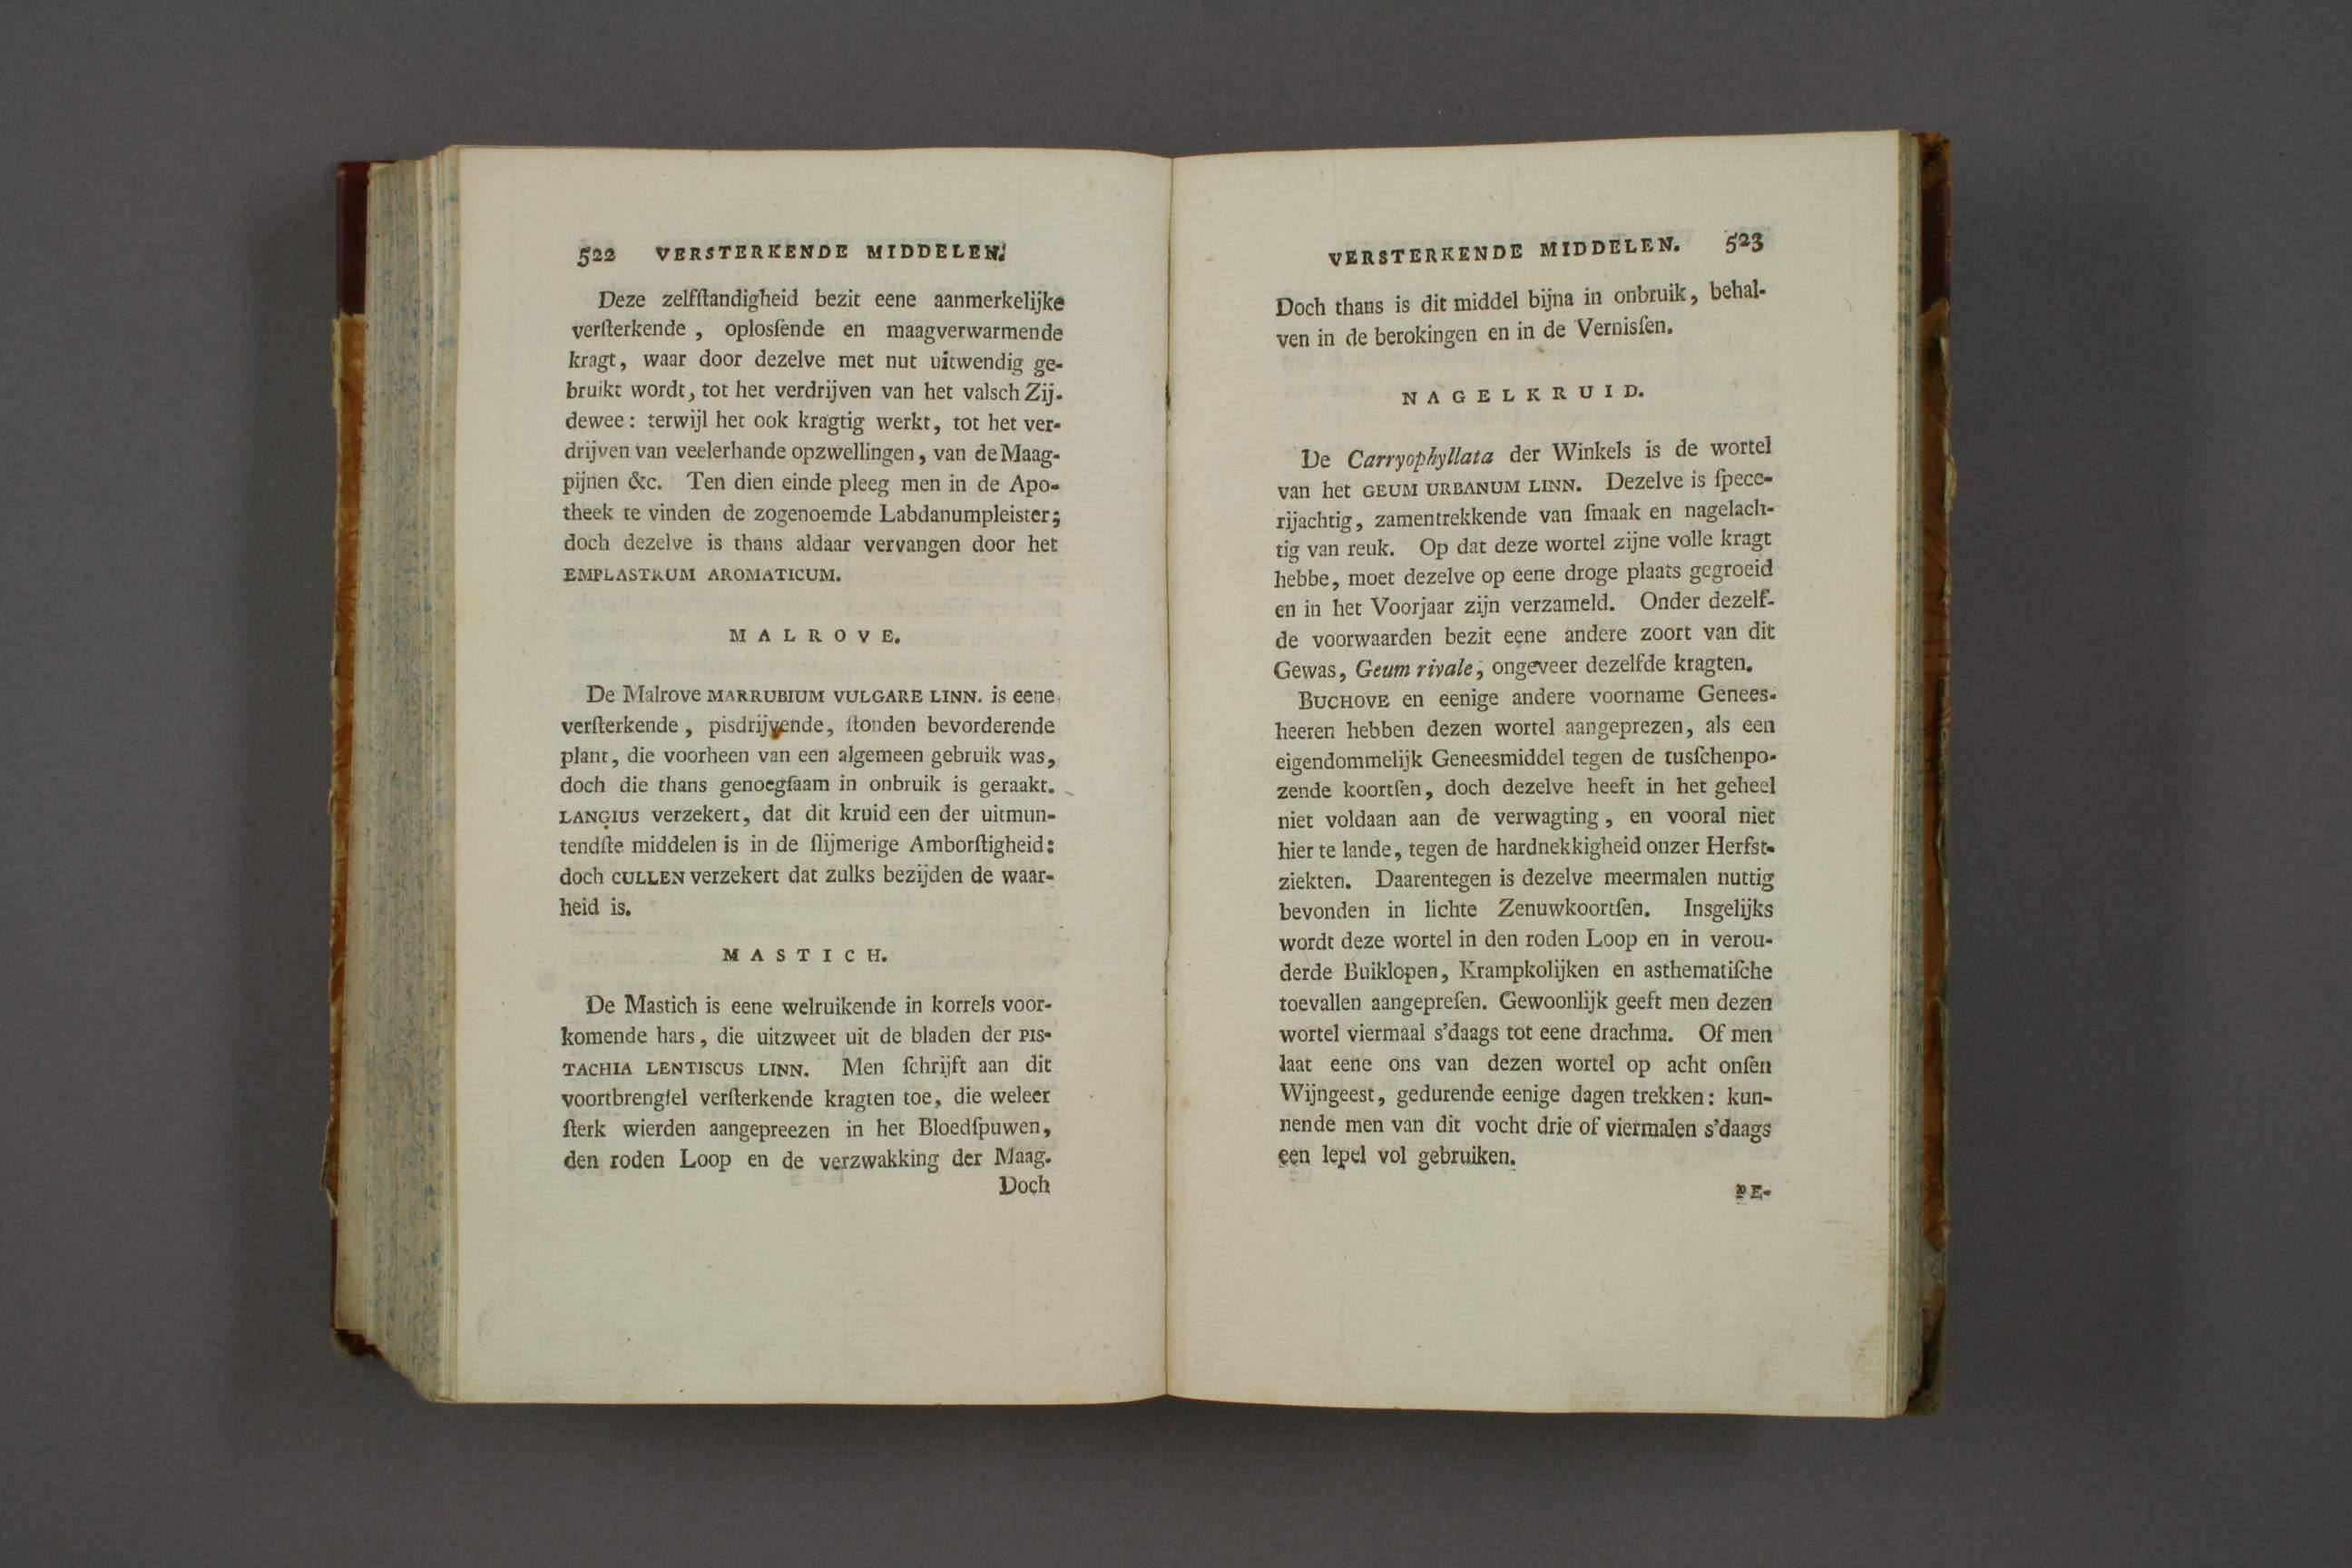 522 VERSTERKENDE MIDDELEN.
Deze zelfſtandigheid bezit eene aanmerkelijke
verſterkende, oplosſende en maagverwarmende
kragt, waar door dezelve met nut uitwendig ge-
bruikt wordt, tot het verdrijven van het valsch Zij-
dewee: terwijl het ook kragtig werkt, tot het ver-
drijven van veelerhande opzwellingen, van de Maag-
pijnen &c. Ten dien einde pleeg men in de Apo-
theek te vinden de zogenoemde Labdanumpleister;
doch dezelve is thans aldaar vervangen door het
EMPLASTRUM AROMATICUM.
MALROVE.
De Malrove MARRUBIUM VULGARE LINN. is eene
verſterkende, pisdrijvende, ſtonden bevorderende
plant, die voorheen van een algemeen gebruik was,
doch die thans genoegſaam in onbruik is geraakt.
LANGIUS verzekert, dat dit kruid een der uitmun-
tendſte middelen is in de ſlijmerige Amborſtigheid:
doch CULLEN verzekert dat zulks bezijden de waar-
heid is.
MASTICH.
De Mastich is eene welruikende in korrels voor-
komende hars, die uitzweet uit de bladen der PIS-
TACHIA LENTISCUS LINN. Men ſchrijft aan dit
voortbrengſel verſterkende kragten toe, die weleer
ſterk wierden aangepreezen in het Bloedſpuwen,
den roden Loop en de verzwakking der Maag.
Doch
VERSTERKENDE MIDDELEN. 523
Doch thans is dit middel bijna in onbruik, behal-
ven in de berokingen en in de Vernisſen.
NAGELKRUID.
De Carryophyllata der Winkels is de wortel
van het GEUM URBANUM LINN. Dezelve is ſpece-
rijachtig, zamentrekkende van ſmaak en nagelach-
tig van reuk. Op dat deze wortel zijne volle kragt
hebbe, moet dezelve op eene droge plaats gegroeid
en in het Voorjaar zijn verzameld. Onder dezelf-
de voorwaarden bezit eene andere zoort van dit
Gewas, Geum rivale, ongeveer dezelfde kragten.
BUCHOVE en eenige andere voorname Genees-
heeren hebben dezen wortel aangeprezen, als een
eigendommelijk Geneesmiddel tegen de tusſchenpo-
zende koortſen, doch dezelve heeft in het geheel
niet voldaan aan de verwagting, en vooral niet
hier te lande, tegen de hardnekkigheid onzer Herfst-
ziekten. Daarentegen is dezelve meermalen nuttig
bevonden in lichte Zenuwkoortſen. Insgelijks
wordt deze wortel in den roden Loop en in verou-
derde Buiklopen, Krampkolijken en asthematiſche
toevallen aangepreſen. Gewoonlijk geeft men dezen
wortel viermaal s'daags tot eene drachma. Of men
laat eene ons van dezen wortel op acht onſen
Wijngeest, gedurende eenige dagen trekken: kun-
nende men van dit vocht drie of viermalen s'daags
een lepel vol gebruiken.
PE-